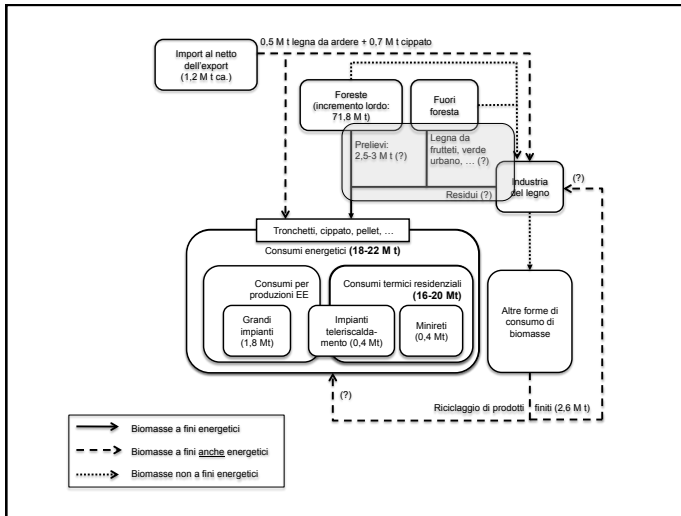 0,5 M t legna da ardere + 0,7 M t cippato
Import al netto
dell'export
(1,2 M t ca.)
Foreste
(incremento lordo:
71,8 M t)
Fuori
foresta
Prelievi:
2,5-3 M t (?)
Legna da
frutteti, verde
urbano, ... (?)
Residui (?)
Industria
del legno
(?)
Tronchetti, cippato, pellet, ...
Consumi energetici (18-22 M t)
Consumi per
produzioni EE
Consumi termici residenziali
(16-20 Mt)
Grandi
impianti
(1,8 Mt)
Impianti
teleriscalda-
mento (0,4 Mt)
Minireti
(0,4 Mt)
Altre forme di
consumo di
biomasse
(?)
Riciclaggio di prodotti finiti (2,6 M t)
Biomasse a fini energetici
Biomasse a fini anche energetici
Biomasse non a fini energetici